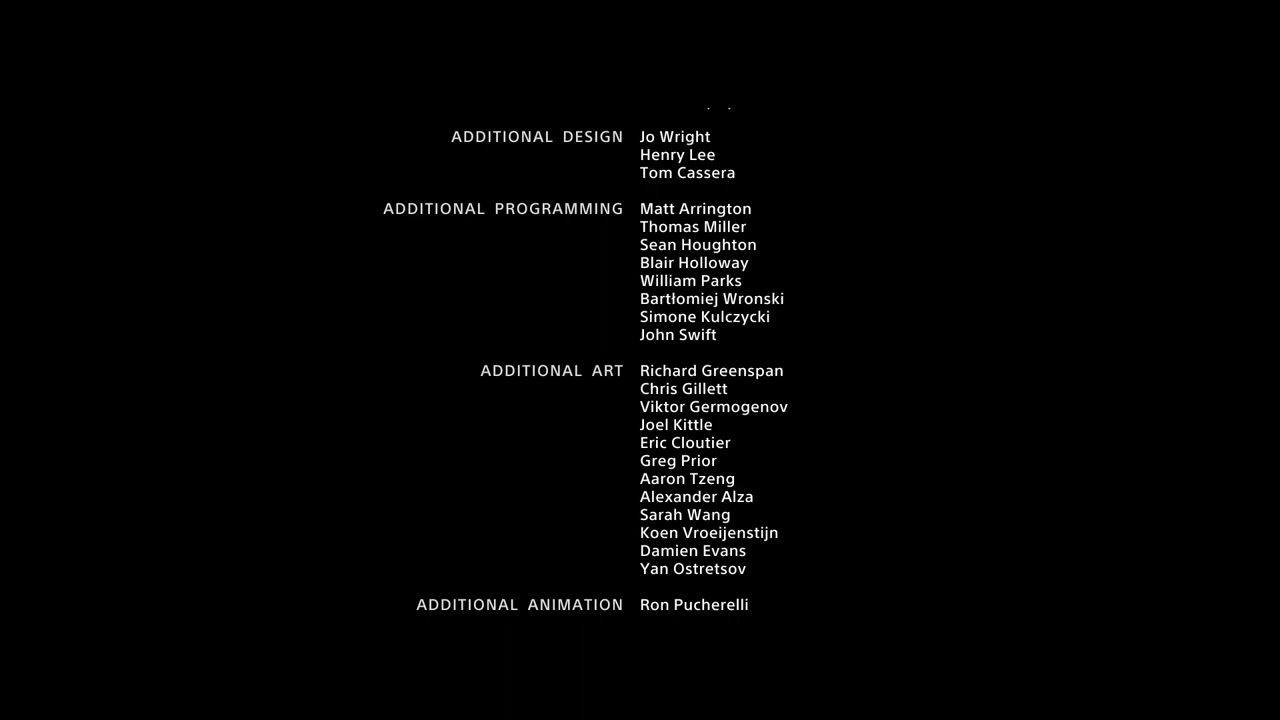 ADDITIONAL DESIGN Jo Wright
Henry Lee
Tom Cassera
ADDITIONAL PROGRAMMING Matt Arrington
Thomas Miller
Sean Houghton
Blair Holloway
William Parks
Bartłomiej Wronski
Simone Kulczycki
John Swift
ADDITIONAL ART Richard Greenspan
Chris Gillett
Viktor Germogenov
Joel Kittle
Eric Cloutier
Greg Prior
Aaron Tzeng
Alexander Alza
Sarah Wang
Koen Vroeijenstijn
Damien Evans
Yan Ostretsov
ADDITIONAL ANIMATION Ron Pucherelli